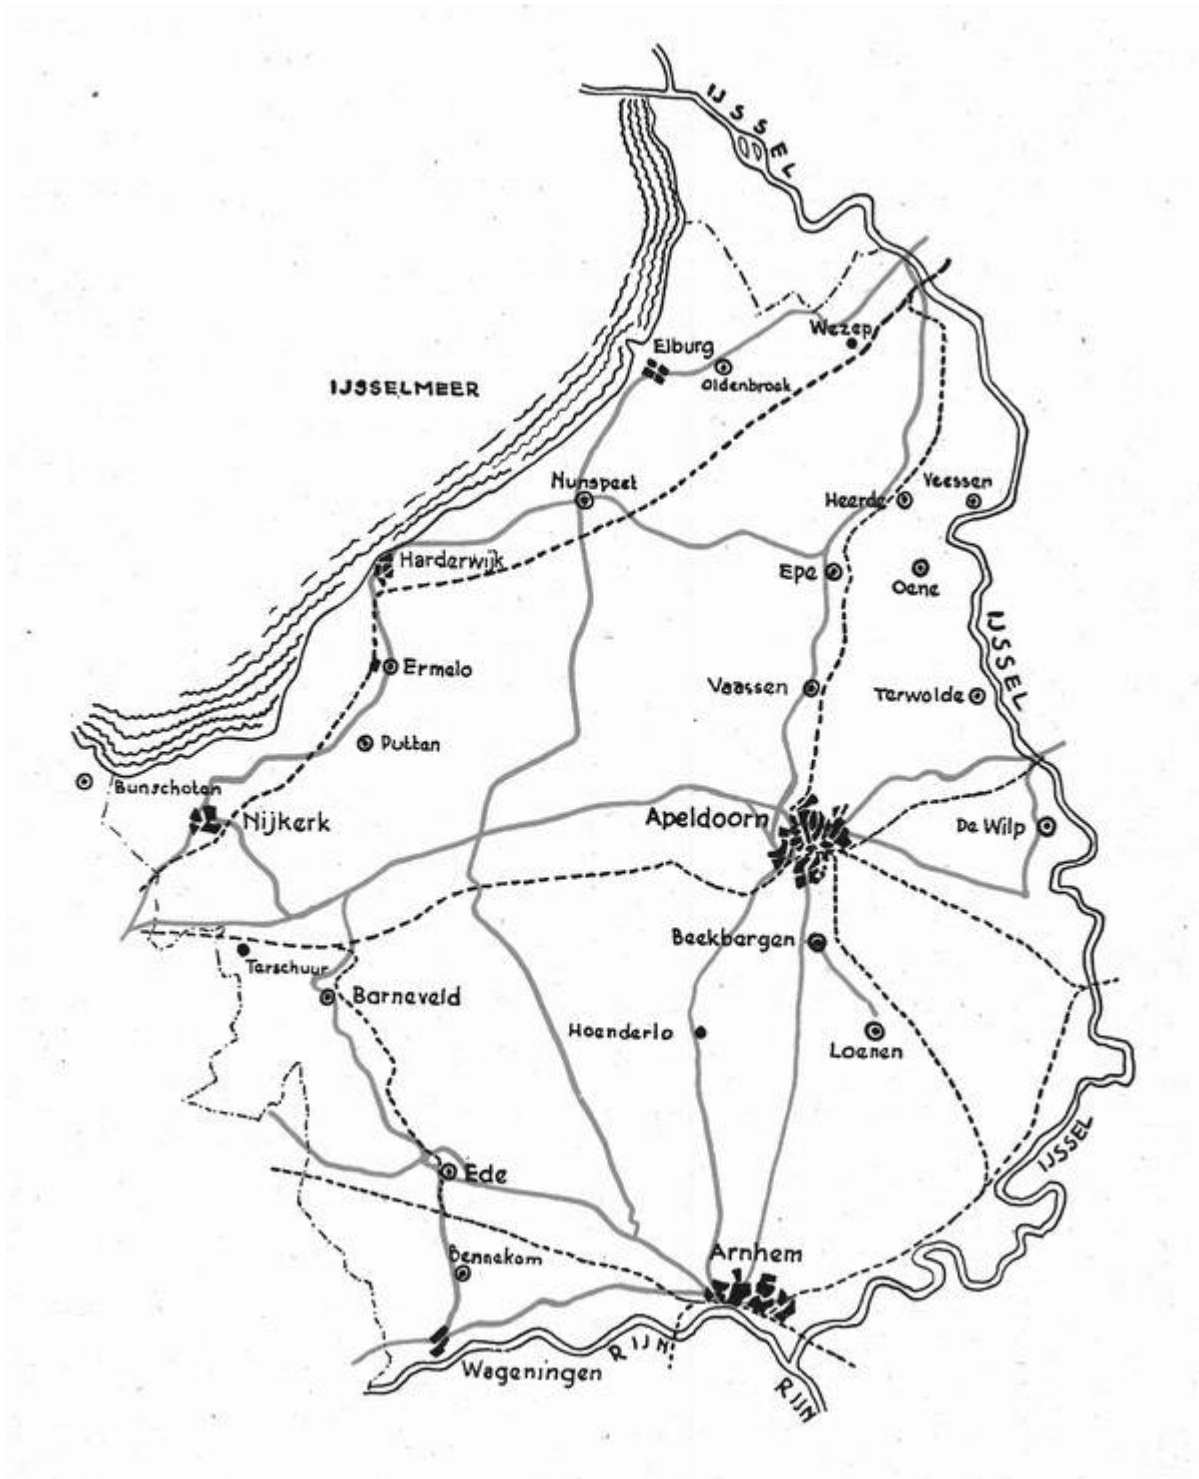 IJSSEL
Wezep
Elburg
Oldenbroek
IJSSELMEER
Nunspeet
Heerde
Veessen
Harderwijk
Epe
Oene
IJSSEL
Ermelo
Vaassen
Terwolde
Putten
Bunschoten
Nijkerk
Apeldoorn
De Wilp
Beekbergen
Terschuur
Barneveld
Hoenderlo
Loenen
IJSSEL
Ede
Arnhem
Bennekom
RIJN
Wageningen
RIJN